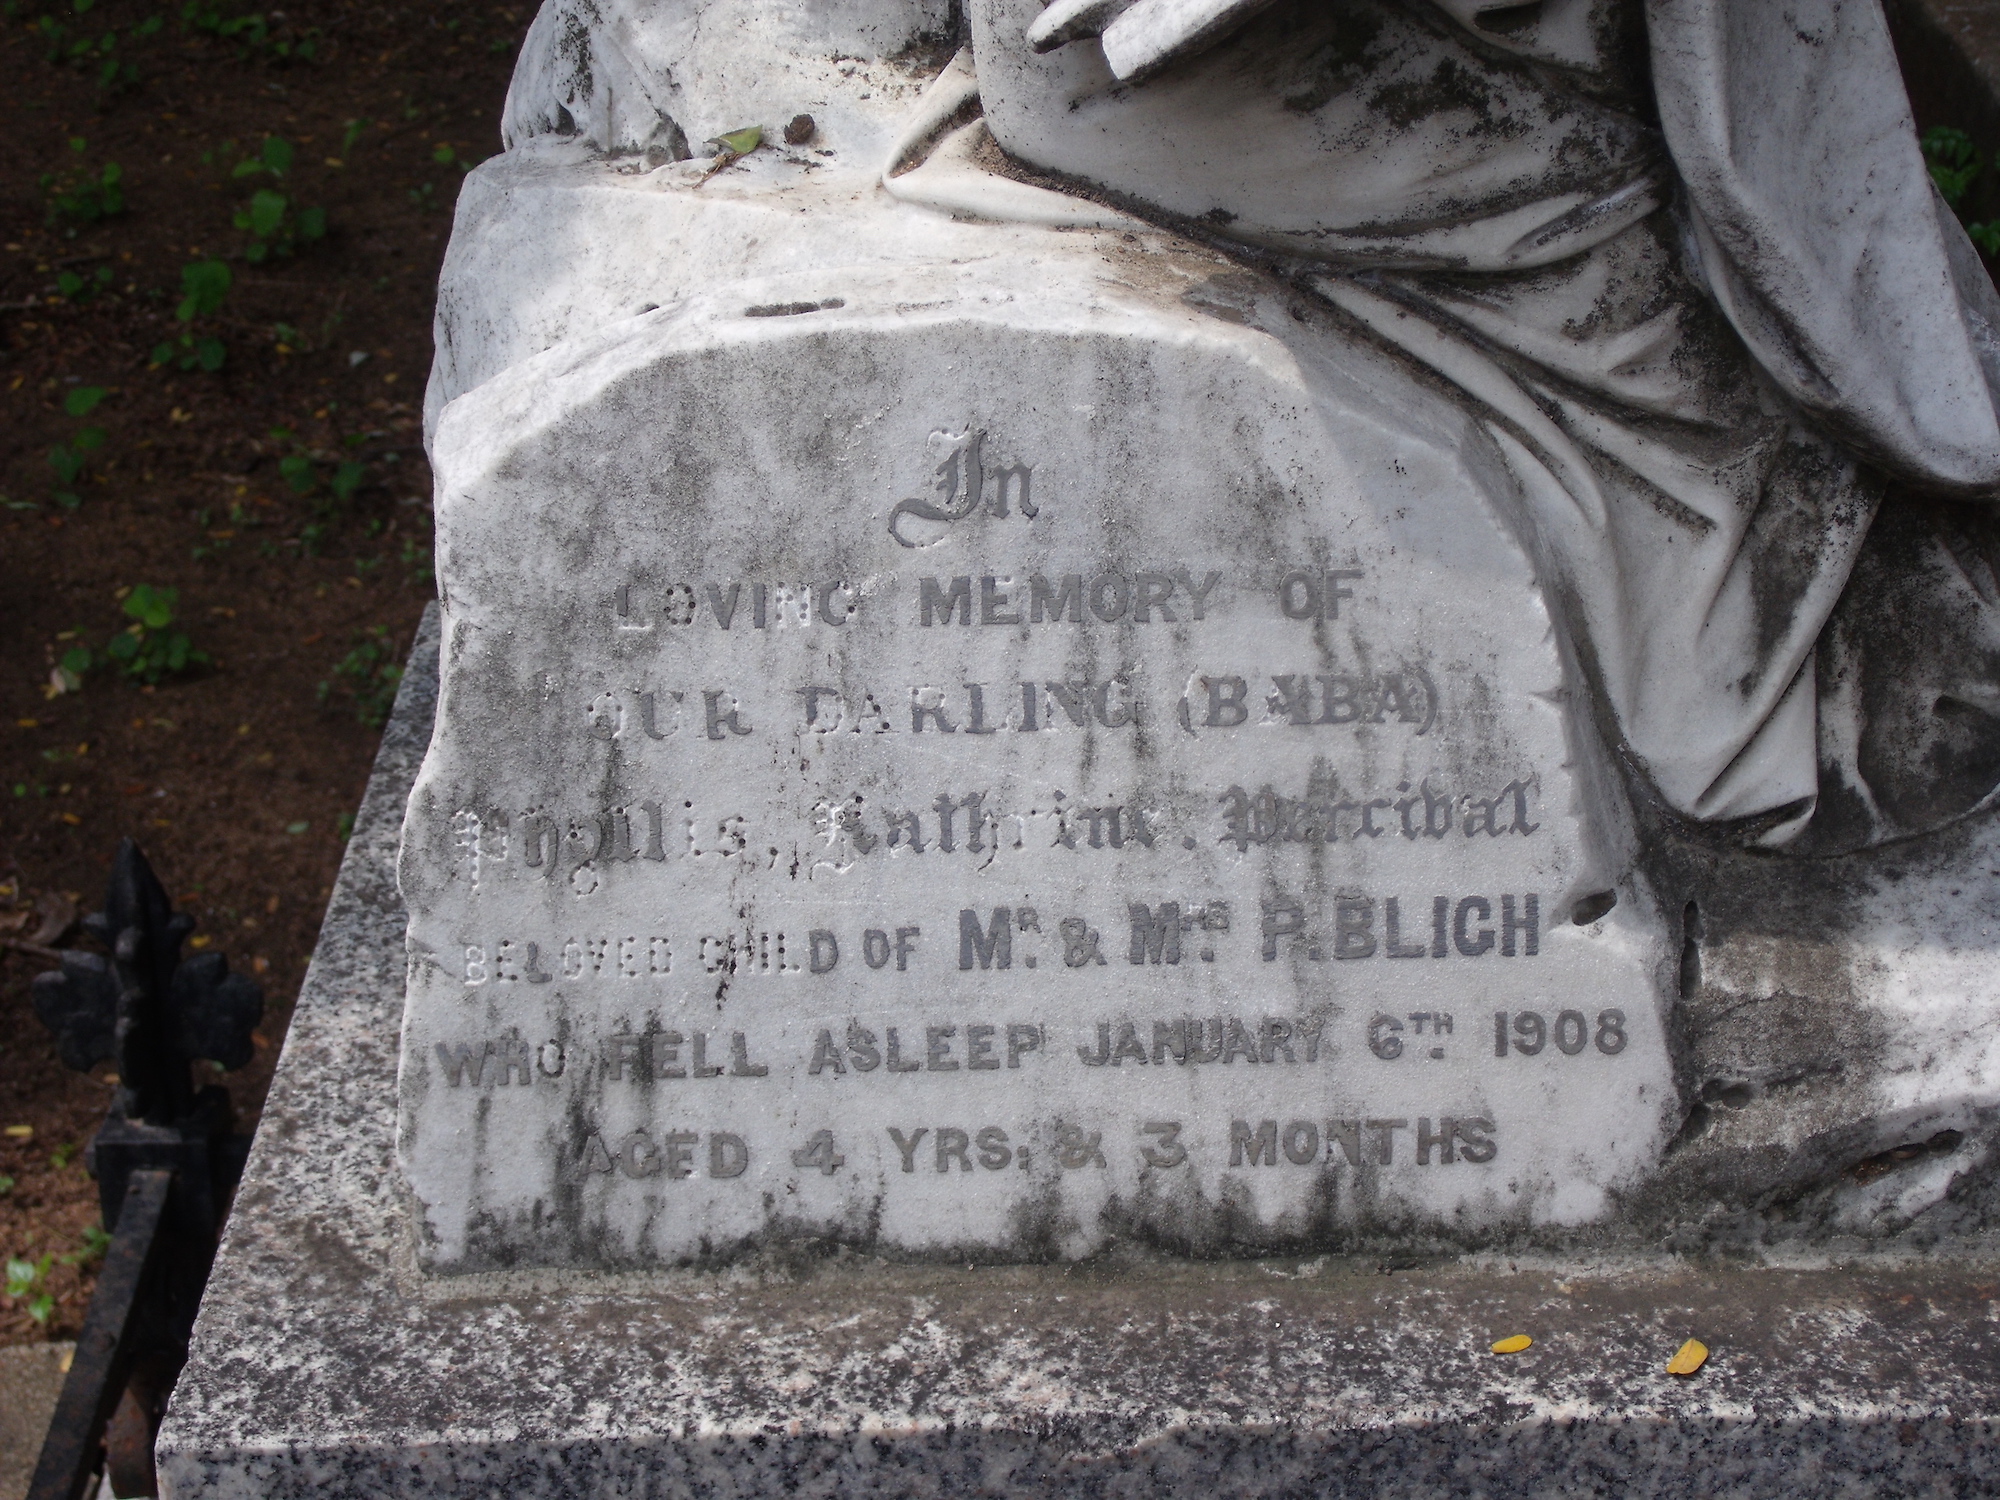 In
LOVING MEMORY OF
OUR DARLING (BABA)
Phyllis, Kathrine. Percival
BELOVED CHILD OF MR. & MRS. P. BLIGH
WHO FELL ASLEEP JANUARY 6TH. 1908
AGED 4 YRS. & 3 MONTHS